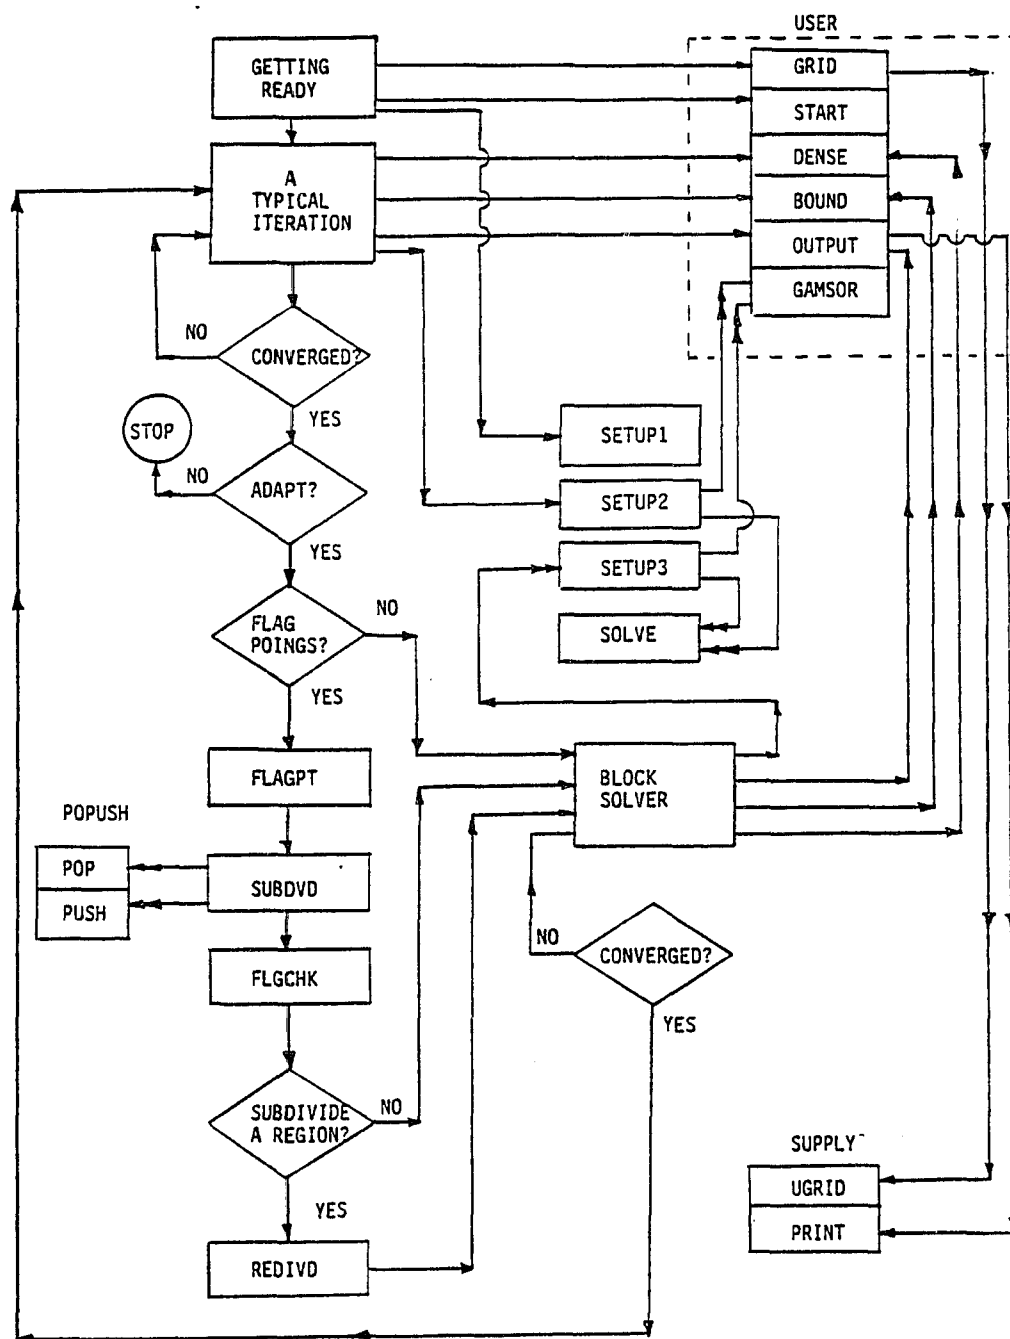 USER
GETTING
READY
GRID
START
A
TYPICAL
ITERATION
DENSE
BOUND
OUTPUT
GAMSOR
NO
CONVERGED?
YES
STOP
NO
ADAPT?
YES
SETUP1
SETUP2
SETUP3
SOLVE
FLAG
POINGS?
NO
YES
FLAGPT
BLOCK
SOLVER
POPUSH
POP
PUSH
SUBDVD
FLGCHK
NO
CONVERGED?
YES
SUBDIVIDE
A REGION?
NO
YES
REDIVD
SUPPLY
UGRID
PRINT